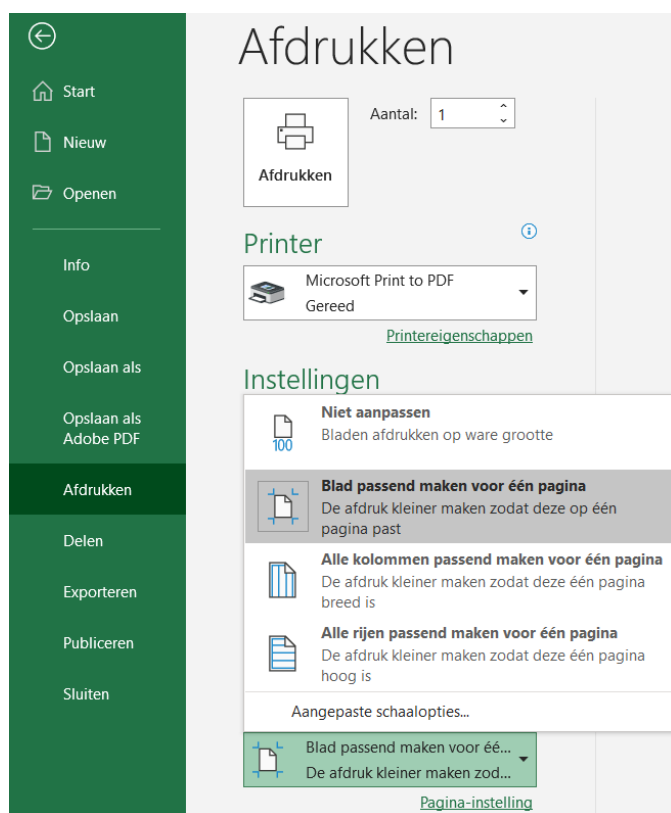 Afdrukken
Start
Nieuw
Openen
Info
Opslaan
Opslaan als
Opslaan als
Adobe PDF
Afdrukken
Delen
Exporteren
Publiceren
Sluiten
Aantal: 1
Afdrukken
Printer
Microsoft Print to PDF
Gereed
Printereigenschappen
Instellingen
Niet aanpassen
Bladen afdrukken op ware grootte
100
Blad passend maken voor één pagina
De afdruk kleiner maken zodat deze op één
pagina past
Alle kolommen passend maken voor één pagina
De afdruk kleiner maken zodat deze één pagina
breed is
Alle rijen passend maken voor één pagina
De afdruk kleiner maken zodat deze één pagina
hoog is
Aangepaste schaalopties...
Blad passend maken voor éé...
De afdruk kleiner maken zod...
Pagina-instelling